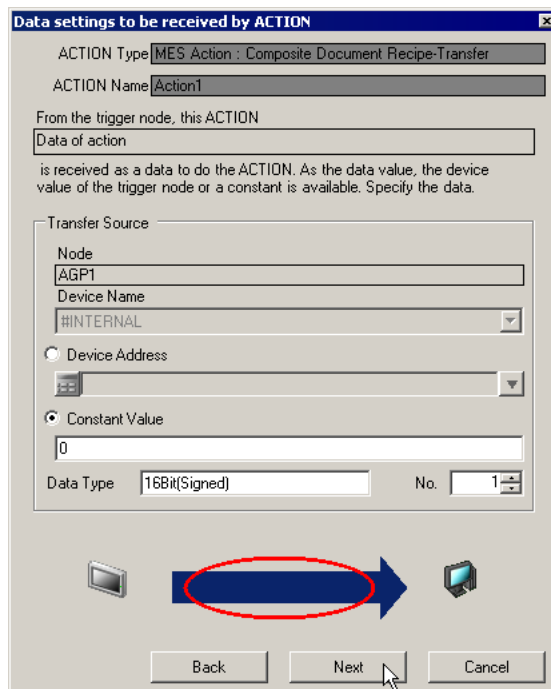 Data settings to be received by ACTION
ACTION Type MES Action : Composite Document Recipe-Transfer
ACTION Name Action1
From the trigger node, this ACTION
Data of action
is received as a data to do the ACTION. As the data value, the device
value of the trigger node or a constant is available. Specify the data.
Transfer Source
Node
AGP1
Device Name
#INTERNAL
Device Address
Constant Value
0
Data Type 16Bit(Signed) No. 1
Back Next Cancel